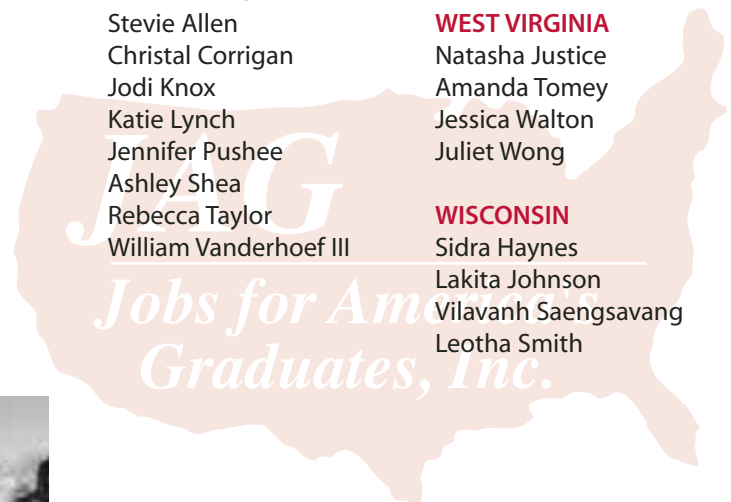 Stevie Allen
Christal Corrigan
Jodi Knox
Katie Lynch
Jennifer Pushee
Ashley Shea
Rebecca Taylor
William Vanderhoef III
WEST VIRGINIA
Natasha Justice
Amanda Tomey
Jessica Walton
Juliet Wong
WISCONSIN
Sidra Haynes
Lakita Johnson
Vilavanh Saengsavang
Leotha Smith
JAG
Jobs for America's
Graduates, Inc.